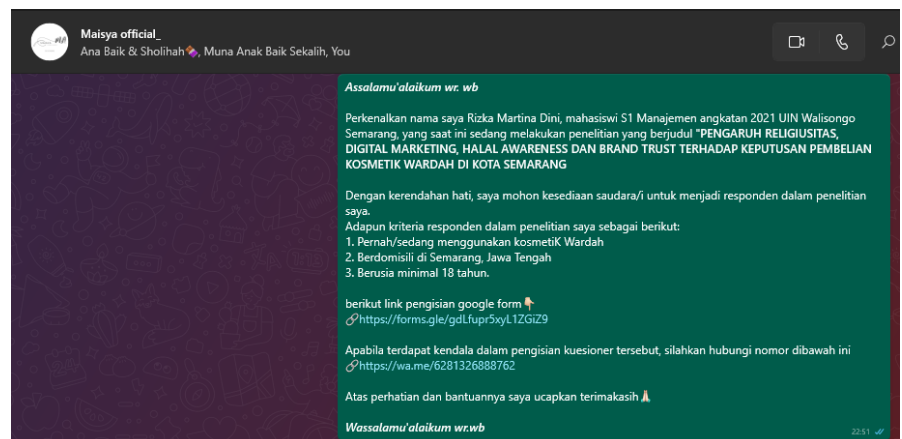 Maisya official_
Ana Baik & Sholihah🍫, Muna Anak Baik Sekalih, You
Assalamu'alaikum wr. wb
Perkenalkan nama saya Rizka Martina Dini, mahasiswi S1 Manajemen angkatan 2021 UIN Walisongo
Semarang, yang saat ini sedang melakukan penelitian yang berjudul "PENGARUH RELIGIUSITAS,
DIGITAL MARKETING, HALAL AWARENESS DAN BRAND TRUST TERHADAP KEPUTUSAN PEMBELIAN
KOSMETIK WARDAH DI KOTA SEMARANG
Dengan kerendahan hati, saya mohon kesediaan saudara/i untuk menjadi responden dalam penelitian
saya.
Adapun kriteria responden dalam penelitian saya sebagai berikut:
1. Pernah/sedang menggunakan kosmetiK Wardah
2. Berdomisili di Semarang, Jawa Tengah
3. Berusia minimal 18 tahun.
berikut link pengisian google form👇🏻
🔗https://forms.gle/gdLfupr5xyL1ZGiZ9
Apabila terdapat kendala dalam pengisian kuesioner tersebut, silahkan hubungi nomor dibawah ini
🔗https://wa.me/6281326888762
Atas perhatian dan bantuannya saya ucapkan terimakasih🙏🏻
Wassalamu'alaikum wr.wb
22:51